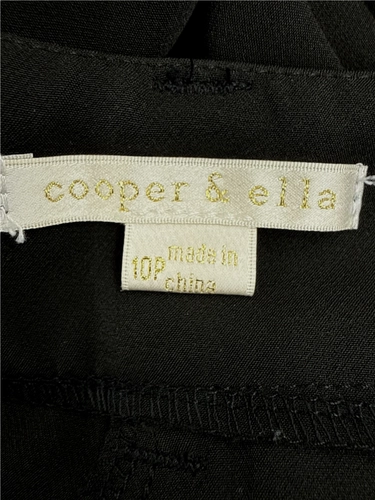 cooper & ella
10P made in
china